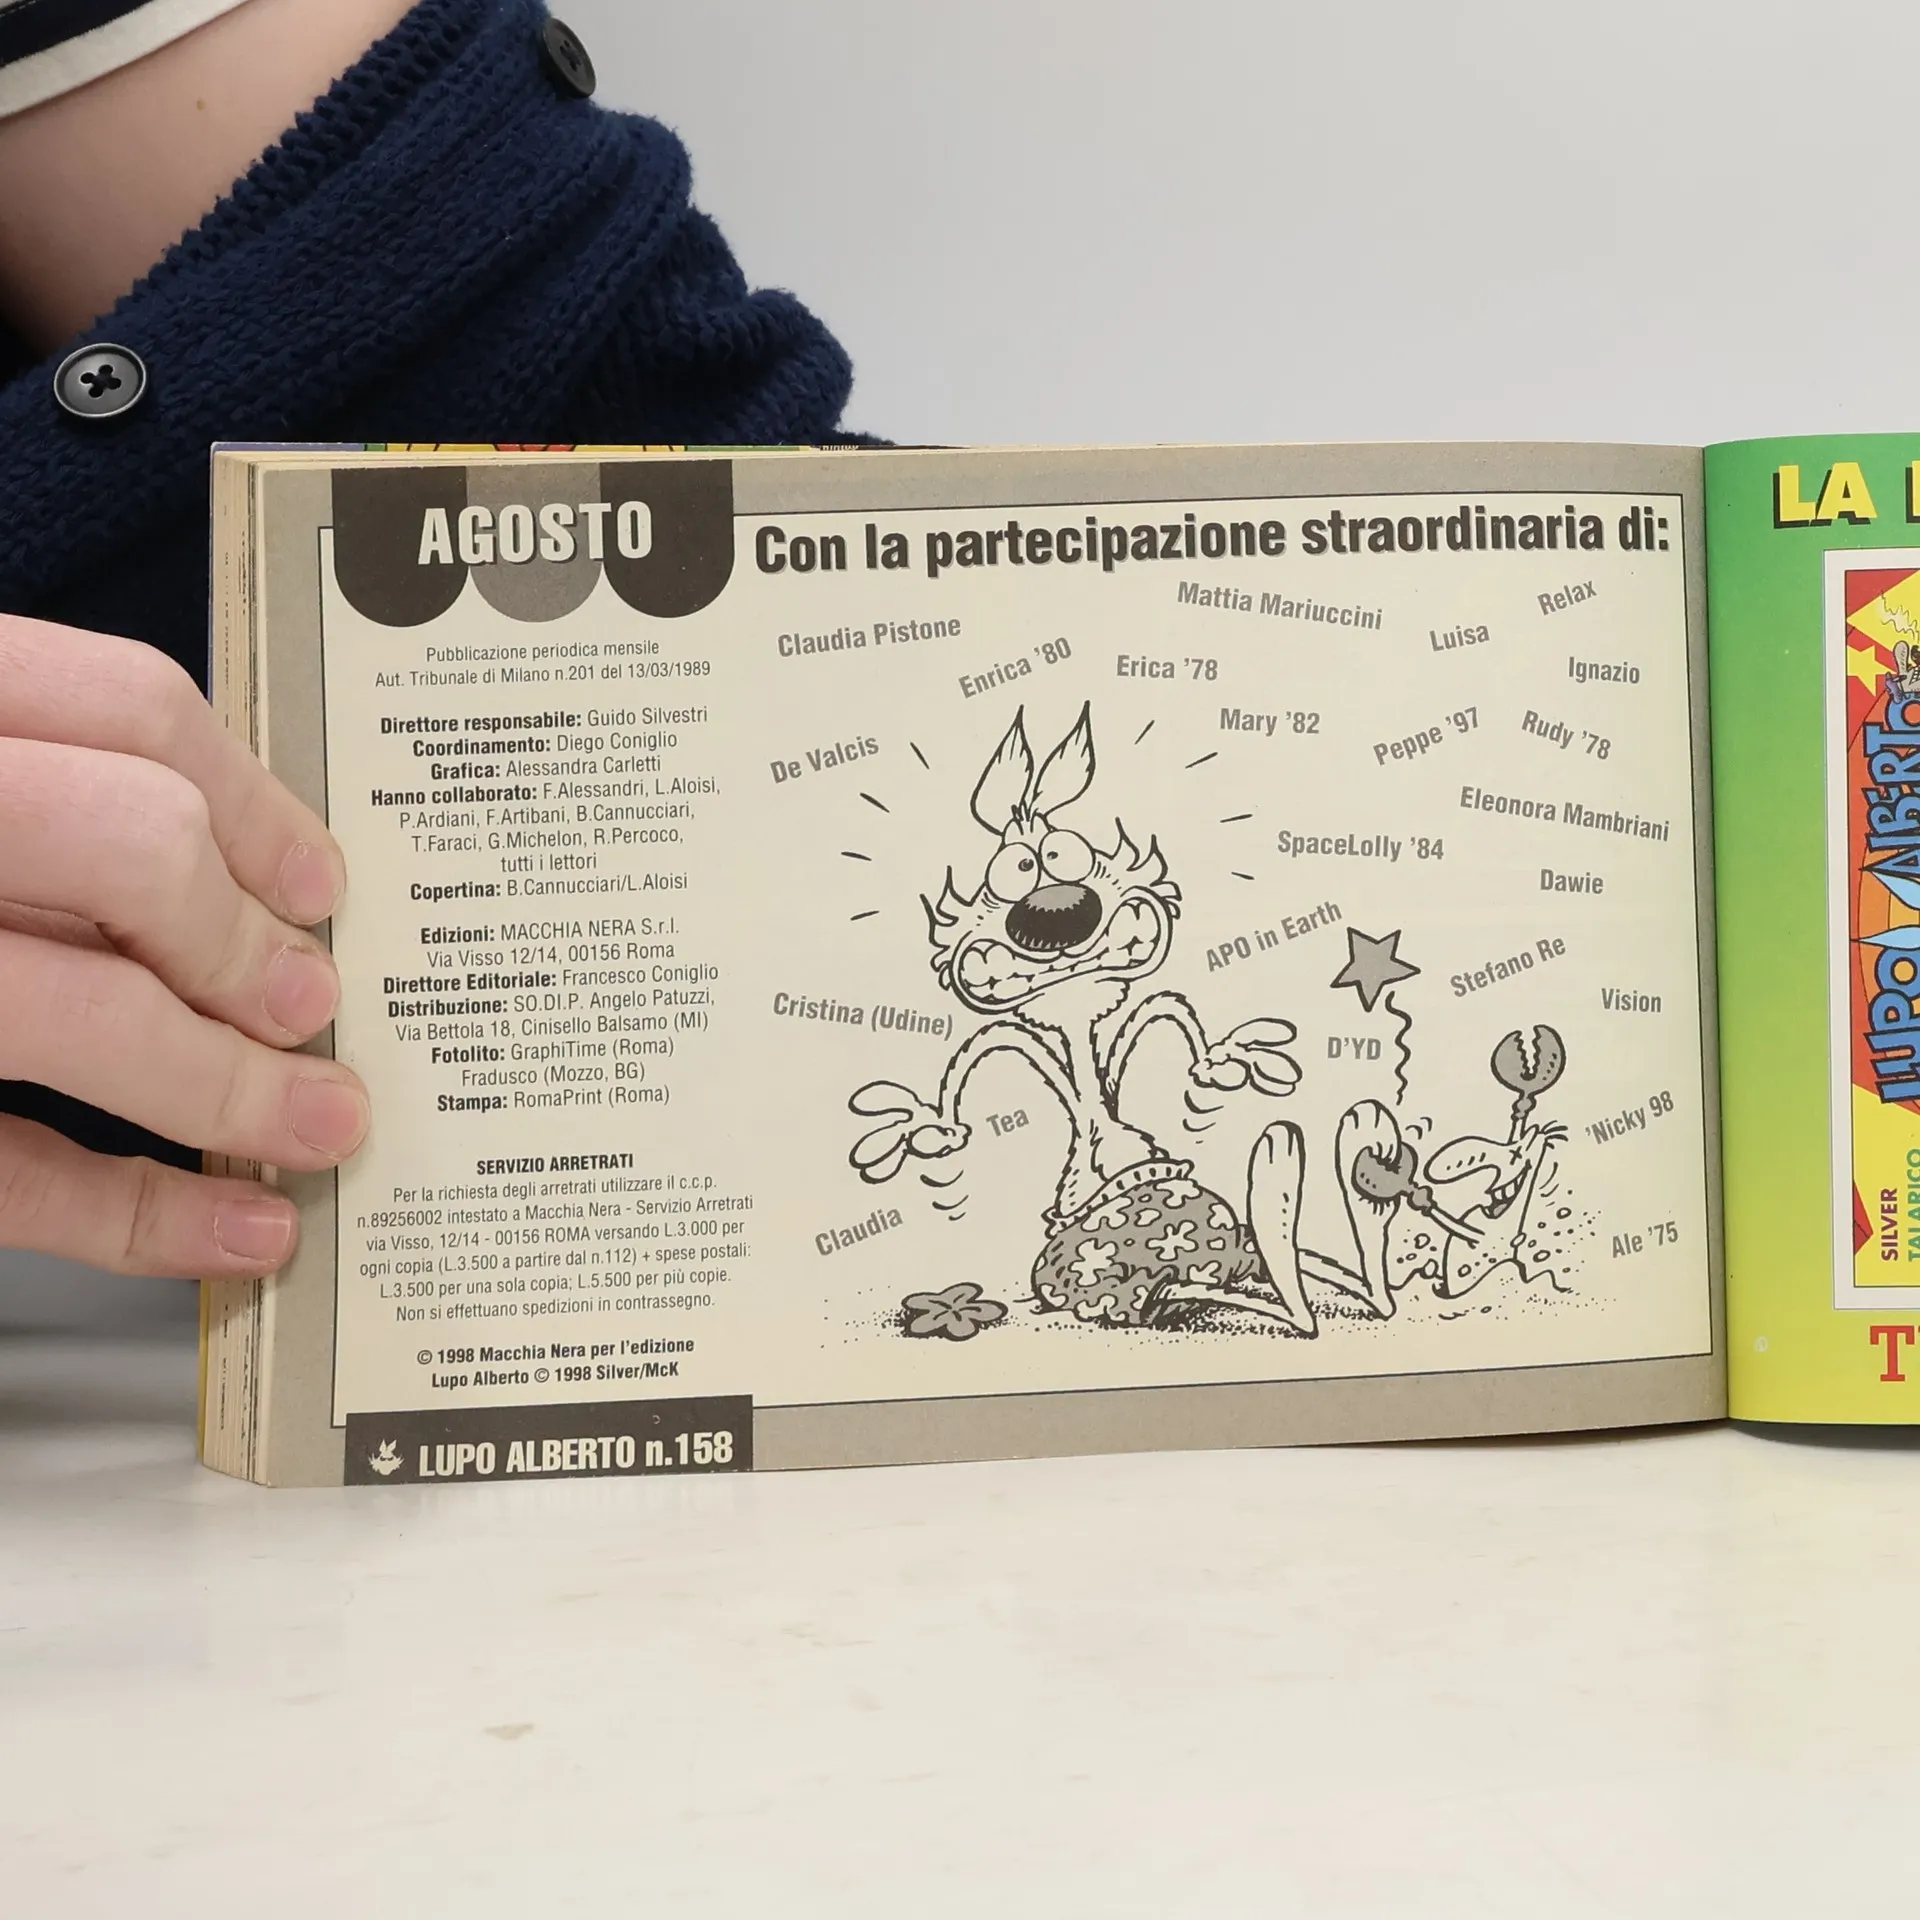 AGOSTO
Pubblicazione periodica mensile
Aut. Tribunale di Milano n.201 del 13/03/1989
Direttore responsabile: Guido Silvestri
Coordinamento: Diego Coniglio
Grafica: Alessandra Carletti
Hanno collaborato: F.Alessandri, L.Aloisi,
P.Ardiani, F.Artibani, B.Cannucciari,
T.Faraci, G.Michelon, R.Percoco,
tutti i lettori
Copertina: B.Cannucciari/L.Aloisi
Edizioni: MACCHIA NERA S.r.l.
Via Visso 12/14, 00156 Roma
Direttore Editoriale: Francesco Coniglio
Distribuzione: SO.DI.P. Angelo Patuzzi,
Via Bettola 18, Cinisello Balsamo (MI)
Fotolito: GraphiTime (Roma)
Fradusco (Mozzo, BG)
Stampa: RomaPrint (Roma)
SERVIZIO ARRETRATI
Per la richiesta degli arretrati utilizzare il c.c.p.
n.89256002 intestato a Macchia Nera - Servizio Arretrati
via Visso, 12/14 - 00156 ROMA versando L.3.000 per
ogni copia (L.3.500 a partire dal n.112) + spese postali:
L.3.500 per una sola copia; L.5.500 per più copie.
Non si effettuano spedizioni in contrassegno.
© 1998 Macchia Nera per l'edizione
Lupo Alberto © 1998 Silver/McK
LUPO ALBERTO n.158
Con la partecipazione straordinaria di:
Mattia Mariuccini
Relax
Claudia Pistone
Luisa
Enrica '80
Erica '78
Ignazio
Mary '82
Peppe '97
Rudy '78
De Valcis
Eleonora Mambriani
SpaceLolly '84
Dawie
APO in Earth
Stefano Re
Cristina (Udine)
Vision
D'YD
Tea
'Nicky 98
Claudia
Ale '75
LA
LUPO ALBERTO
SILVER
TALARICO
T